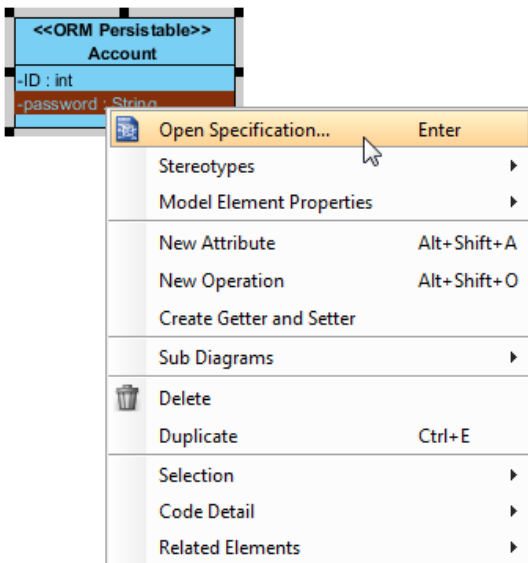 <<ORM Persistable>>
Account
-ID : int
-password : String
Open Specification... Enter
Stereotypes
Model Element Properties
New Attribute Alt+Shift+A
New Operation Alt+Shift+O
Create Getter and Setter
Sub Diagrams
Delete
Duplicate Ctrl+E
Selection
Code Detail
Related Elements